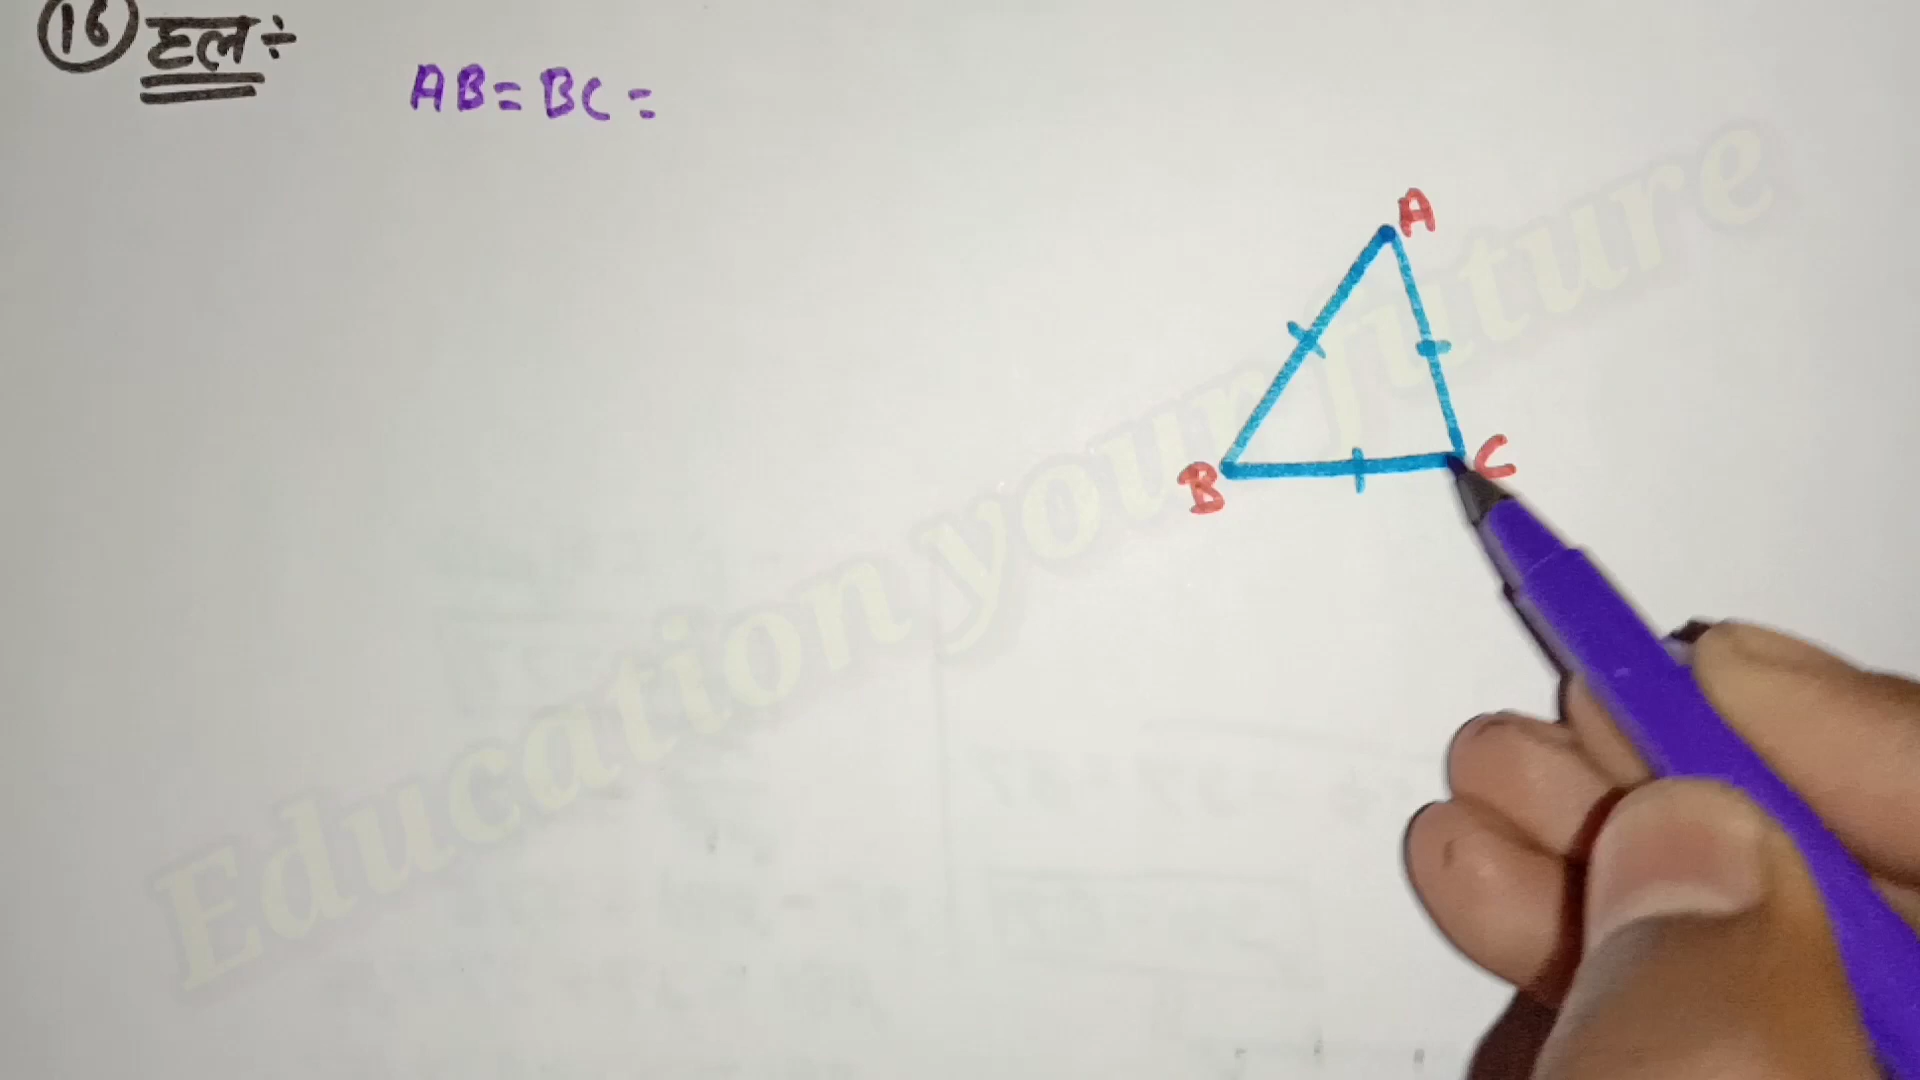 16 हल ÷
AB = BC =
A
B
C
Education your future